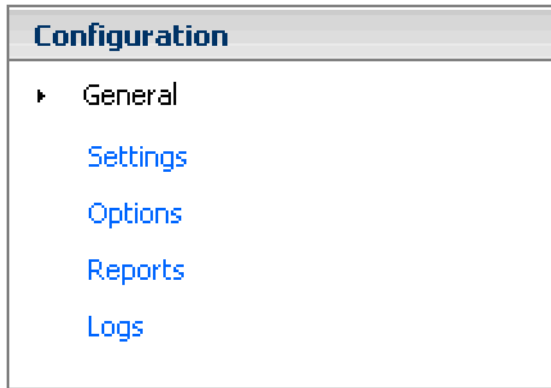 Configuration
General
Settings
Options
Reports
Logs